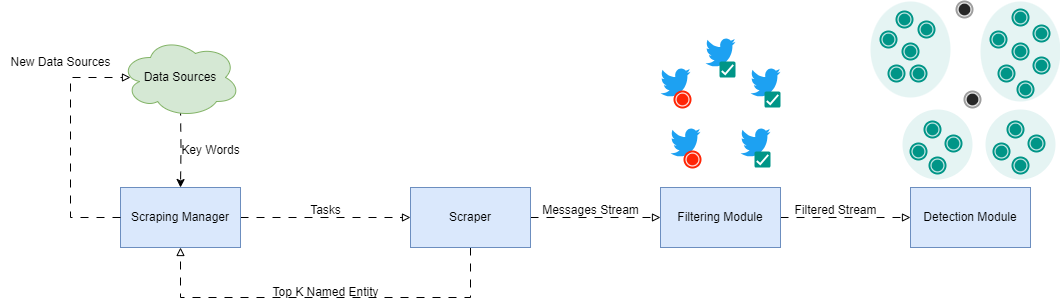 New Data Sources
Data Sources
Key Words
Scraping Manager
Tasks
Scraper
Messages Stream
Filtering Module
Filtered Stream
Detection Module
Top K Named Entity